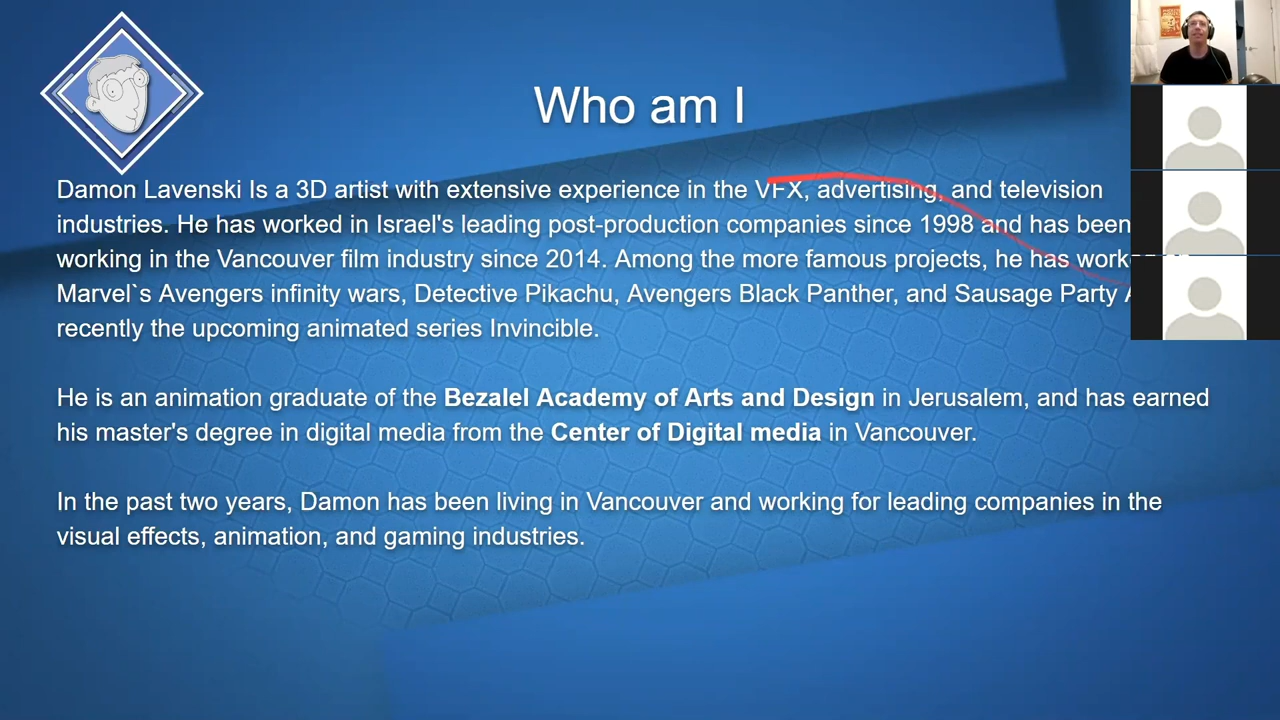 Who am I
Damon Lavenski Is a 3D artist with extensive experience in the VFX, advertising, and television
industries. He has worked in Israel's leading post-production companies since 1998 and has been
working in the Vancouver film industry since 2014. Among the more famous projects, he has
Marvel`s Avengers infinity wars, Detective Pikachu, Avengers Black Panther, and Sausage Party
recently the upcoming animated series Invincible.
He is an animation graduate of the Bezalel Academy of Arts and Design in Jerusalem, and has earned
his master's degree in digital media from the Center of Digital media in Vancouver.
In the past two years, Damon has been living in Vancouver and working for leading companies in the
visual effects, animation, and gaming industries.